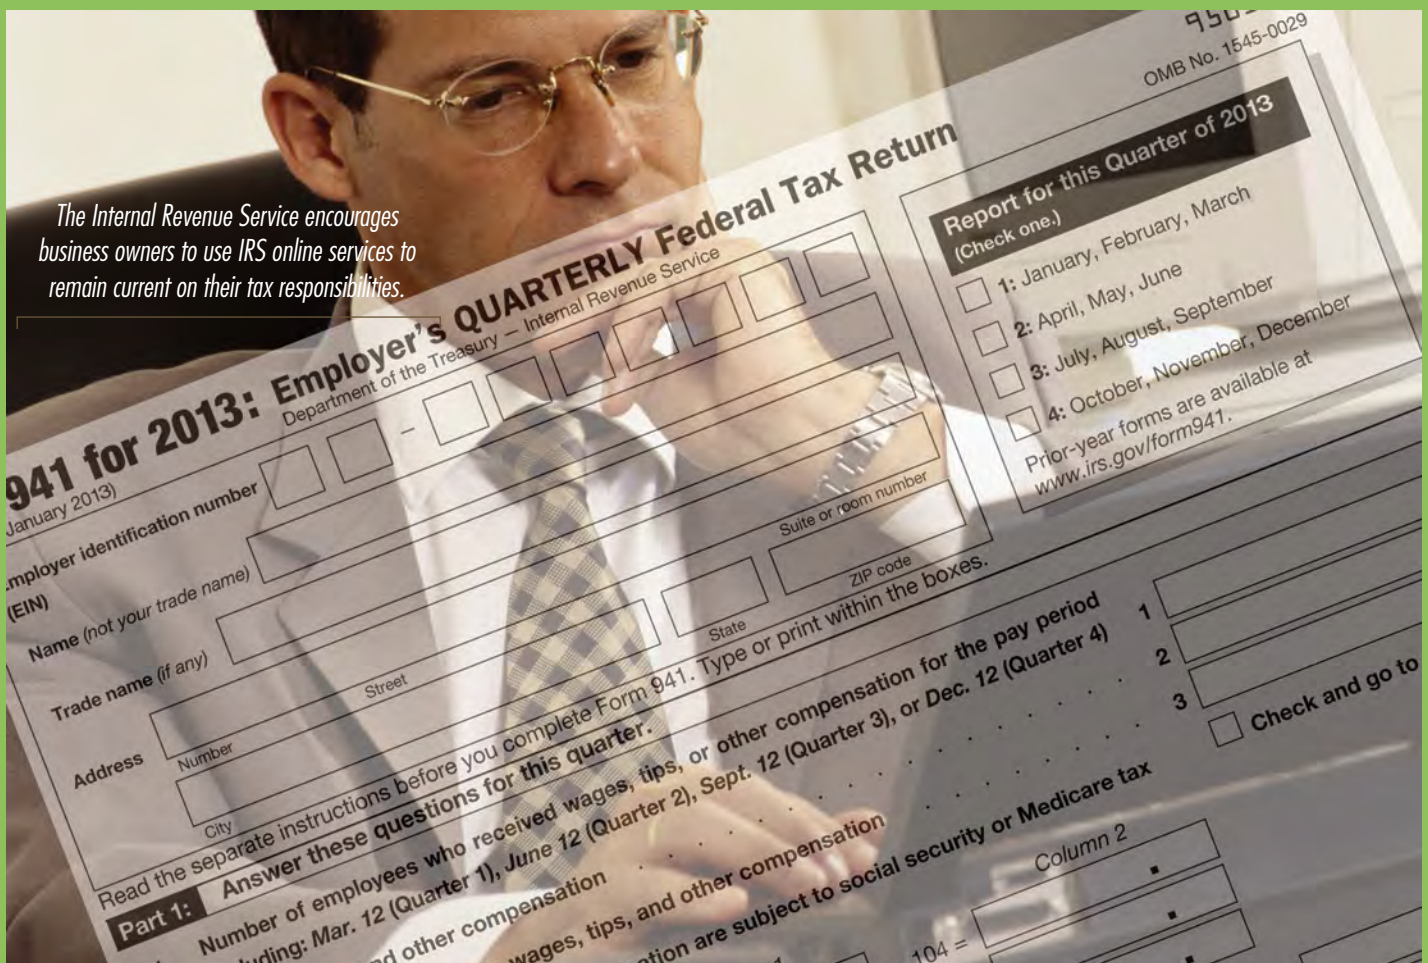 The Internal Revenue Service encourages
business owners to use IRS online services to
remain current on their tax responsibilities.
OMB No. 1545-0029
941 for 2013: Employer's QUARTERLY Federal Tax Return
January 2013)
Department of the Treasury — Internal Revenue Service
Report for this Quarter of 2013
(Check one.)
1: January, February, March
2: April, May, June
3: July, August, September
4: October, November, December
Prior-year forms are available at
www.irs.gov/form941.
mployer identification number
(EIN)
–
Name (not your trade name)
Trade name (if any)
Address
Number
Street
Suite or room number
City
State
ZIP code
Read the separate instructions before you complete Form 941. Type or print within the boxes.
Part 1: Answer these questions for this quarter.
Number of employees who received wages, tips, or other compensation for the pay period
luding: Mar. 12 (Quarter 1), June 12 (Quarter 2), Sept. 12 (Quarter 3), or Dec. 12 (Quarter 4)
1
nd other compensation . . . . . . . . . .
2
wages, tips, and other compensation . . . . . .
3
ation are subject to social security or Medicare tax
Check and go to
Column 2
104 =